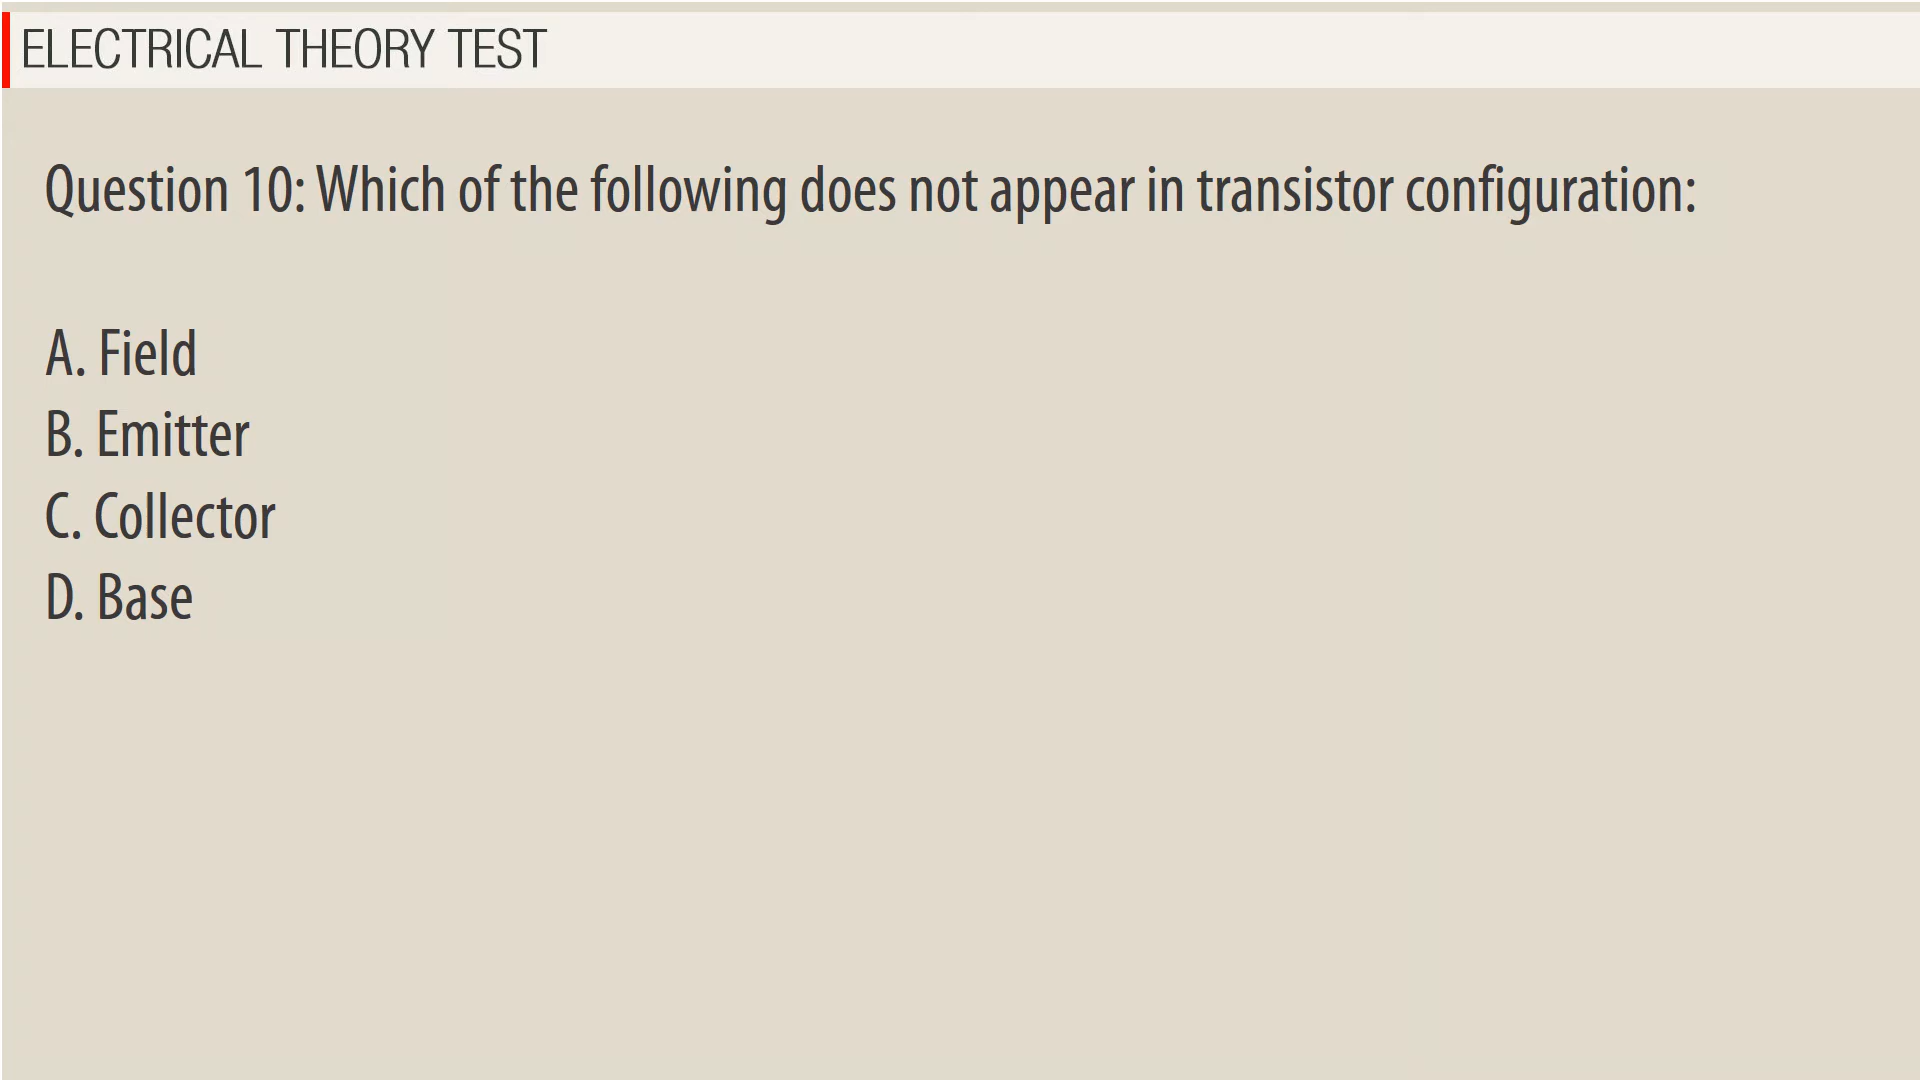 ELECTRICAL THEORY TEST
Question 10: Which of the following does not appear in transistor configuration:
A. Field
B. Emitter
C. Collector
D. Base